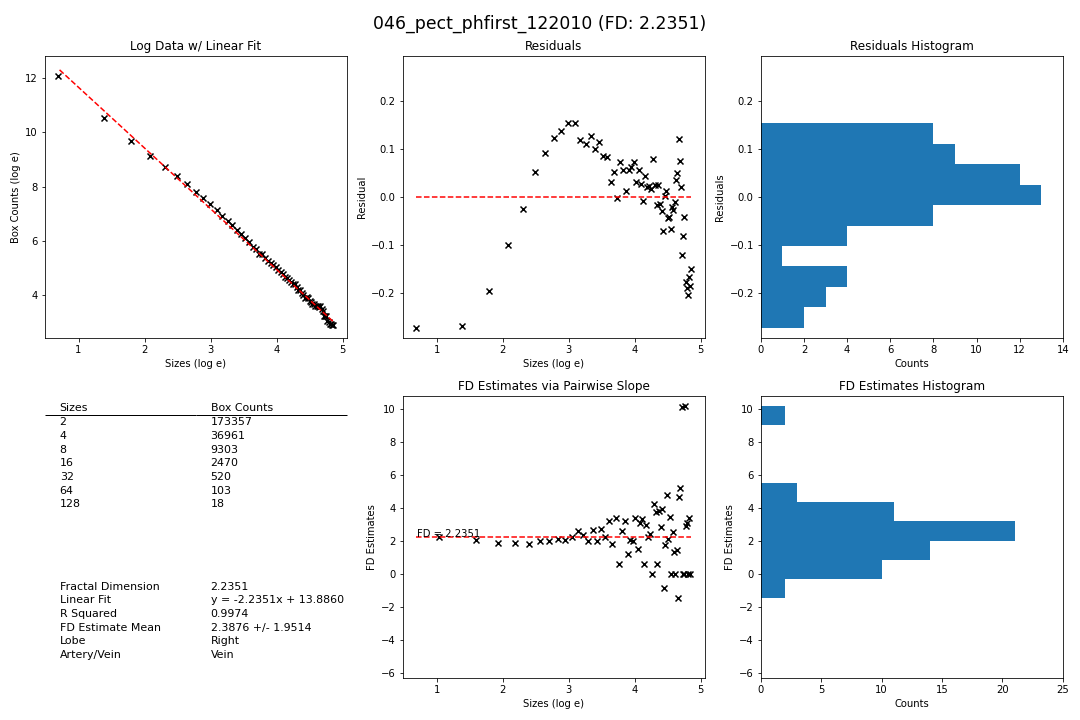 046_pect_phfirst_122010 (FD: 2.2351)
Log Data w/ Linear Fit
Box Counts (log e)
12
10
8
6
4
1 2 3 4 5
Sizes (log e)
Residuals
Residual
0.2
0.1
0.0
−0.1
−0.2
1 2 3 4 5
Sizes (log e)
Residuals Histogram
Residuals
0.2
0.1
0.0
−0.1
−0.2
0 2 4 6 8 10 12 14
Counts
Sizes Box Counts
2 173357
4 36961
8 9303
16 2470
32 520
64 103
128 18
Fractal Dimension 2.2351
Linear Fit y = -2.2351x + 13.8860
R Squared 0.9974
FD Estimate Mean 2.3876 +/- 1.9514
Lobe Right
Artery/Vein Vein
FD Estimates via Pairwise Slope
FD Estimates
10
8
6
4
2
0
−2
−4
−6
FD = 2.2351
1 2 3 4 5
Sizes (log e)
FD Estimates Histogram
FD Estimates
10
8
6
4
2
0
−2
−4
−6
0 5 10 15 20 25
Counts